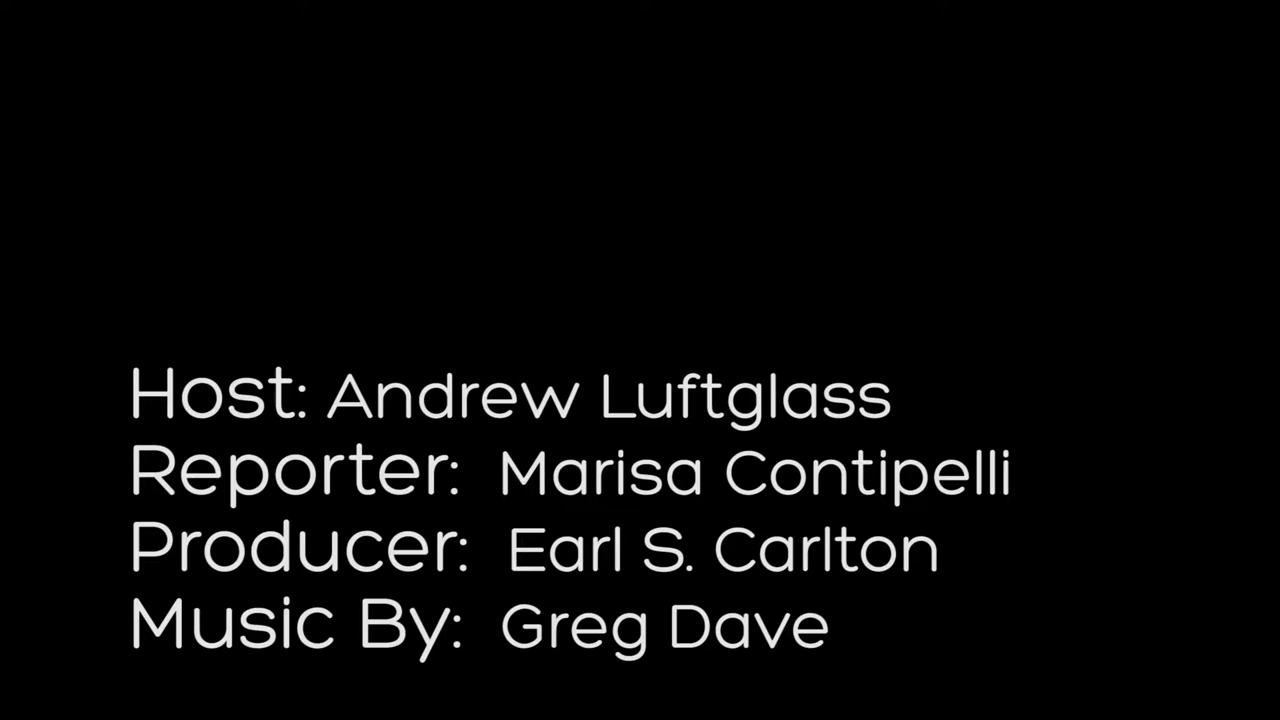 Host: Andrew Luftglass
Reporter: Marisa Contipelli
Producer: Earl S. Carlton
Music By: Greg Dave